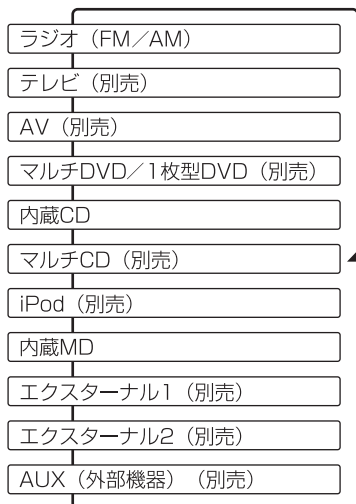 ラジオ（FM／AM）
テレビ（別売）
AV（別売）
マルチDVD／1枚型DVD（別売）
内蔵CD
マルチCD（別売）
iPod（別売）
内蔵MD
エクスターナル1（別売）
エクスターナル2（別売）
AUX（外部機器）（別売）